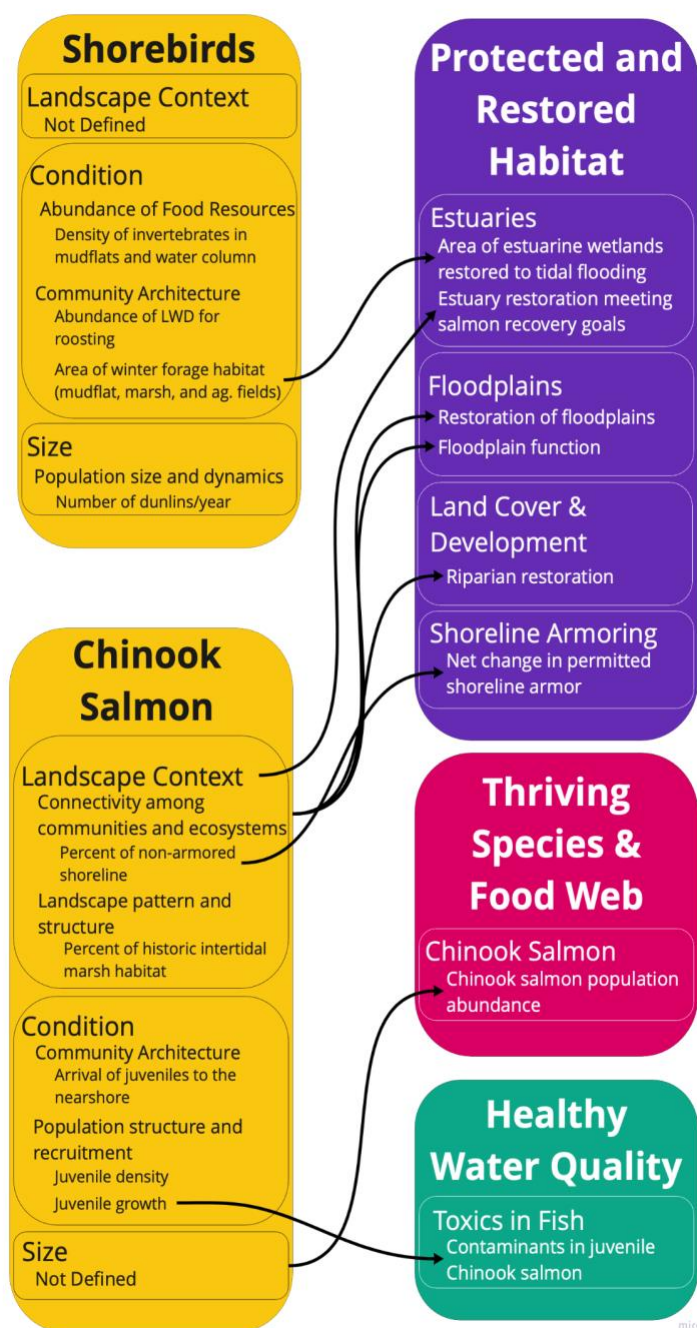 Shorebirds
Landscape Context
Not Defined
Condition
Abundance of Food Resources
Density of invertebrates in
mudflats and water column
Community Architecture
Abundance of LWD for
roosting
Area of winter forage habitat
(mudflat, marsh, and ag. fields)
Size
Population size and dynamics
Number of dunlins/year
Chinook
Salmon
Landscape Context
Connectivity among
communities and ecosystems
Percent of non-armored
shoreline
Landscape pattern and
structure
Percent of historic intertidal
marsh habitat
Condition
Community Architecture
Arrival of juveniles to the
nearshore
Population structure and
recruitment
Juvenile density
Juvenile growth
Size
Not Defined
Protected and
Restored
Habitat
Estuaries
Area of estuarine wetlands
restored to tidal flooding
Estuary restoration meeting
salmon recovery goals
Floodplains
Restoration of floodplains
Floodplain function
Land Cover &
Development
Riparian restoration
Shoreline Armoring
Net change in permitted
shoreline armor
Thriving
Species &
Food Web
Chinook Salmon
Chinook salmon population
abundance
Healthy
Water Quality
Toxics in Fish
Contaminants in juvenile
Chinook salmon